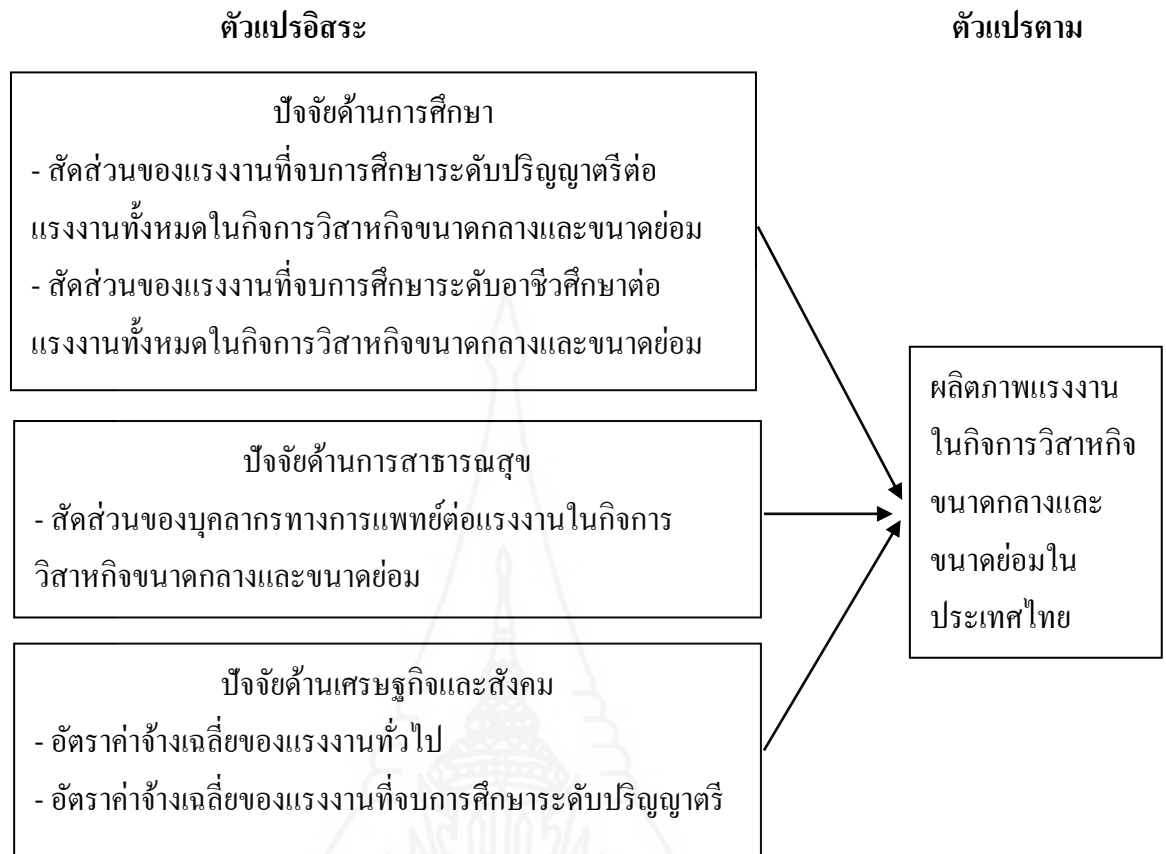 ตัวแปรอิสระ
ตัวแปรตาม
ปัจจัยด้านการศึกษา
- สัดส่วนของแรงงานที่จบการศึกษาระดับปริญญาตรีต่อ
แรงงานทั้งหมดในกิจการวิสาหกิจขนาดกลางและขนาดย่อม
- สัดส่วนของแรงงานที่จบการศึกษาระดับอาชีวศึกษาต่อ
แรงงานทั้งหมดในกิจการวิสาหกิจขนาดกลางและขนาดย่อม
ปัจจัยด้านการสาธารณสุข
- สัดส่วนของบุคลากรทางการแพทย์ต่อแรงงานในกิจการ
วิสาหกิจขนาดกลางและขนาดย่อม
ปัจจัยด้านเศรษฐกิจและสังคม
- อัตราค่าจ้างเฉลี่ยของแรงงานทั่วไป
- อัตราค่าจ้างเฉลี่ยของแรงงานที่จบการศึกษาระดับปริญญาตรี
ผลิตภาพแรงงาน
ในกิจการวิสาหกิจ
ขนาดกลางและ
ขนาดย่อมใน
ประเทศไทย